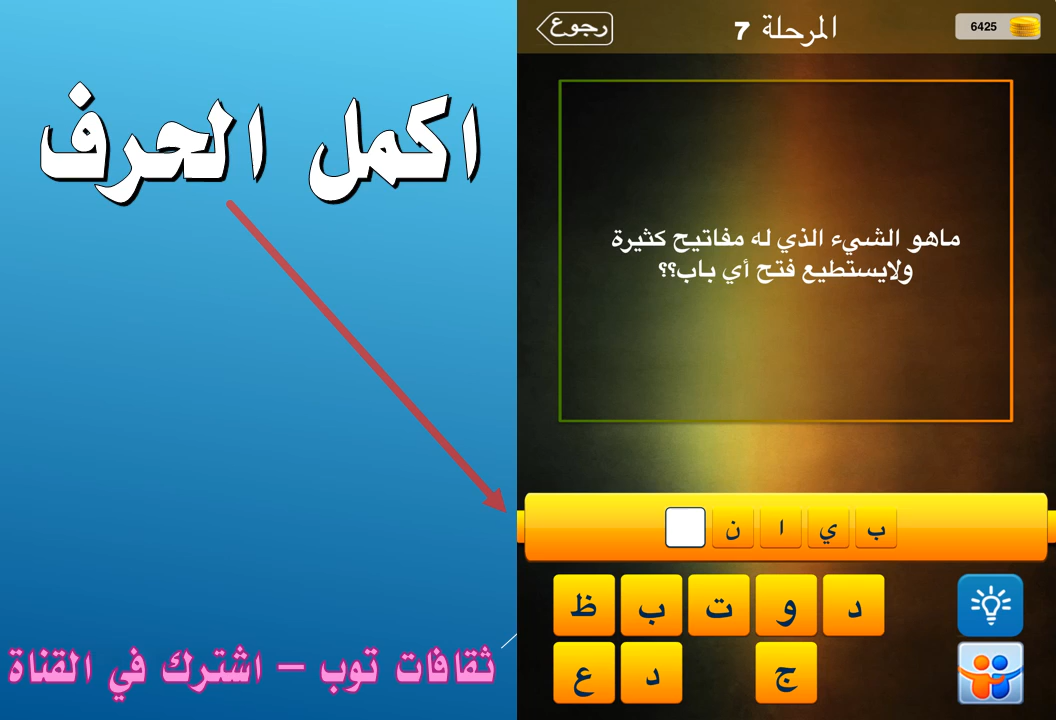 اكمل الحرف
ثقافات توب – اشترك في القناة
رجوع
المرحلة 7
6425
ماهو الشيء الذي له مفاتيح كثيرة
ولايستطيع فتح أي باب؟؟
ب ي ا ن
د و ت ب ظ
ج د ع